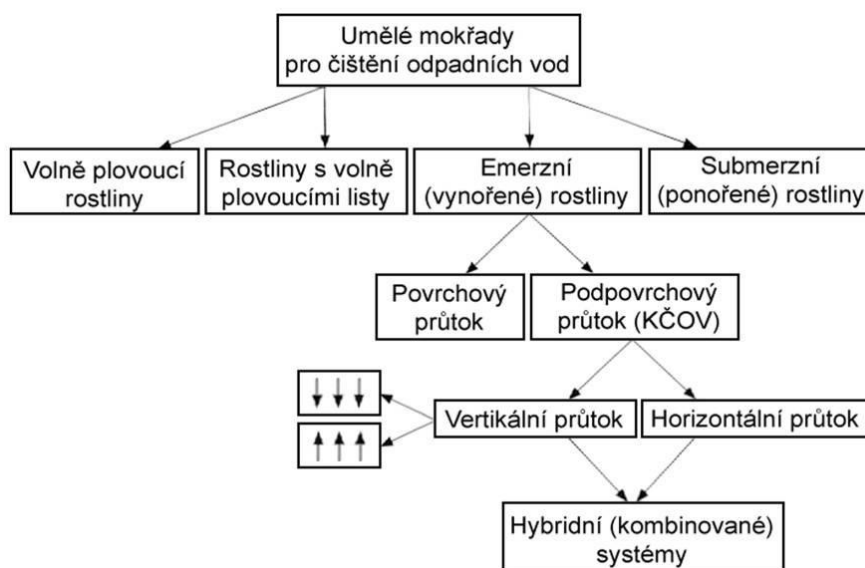 Umělé mokřady
pro čištění odpadních vod
Volně plovoucí
rostliny
Rostliny s volně
plovoucími listy
Emerzní
(vynořené) rostliny
Submerzní
(ponořené) rostliny
Povrchový
průtok
Podpovrchový
průtok (KČOV)
Vertikální průtok
Horizontální průtok
Hybridní (kombinované)
systémy